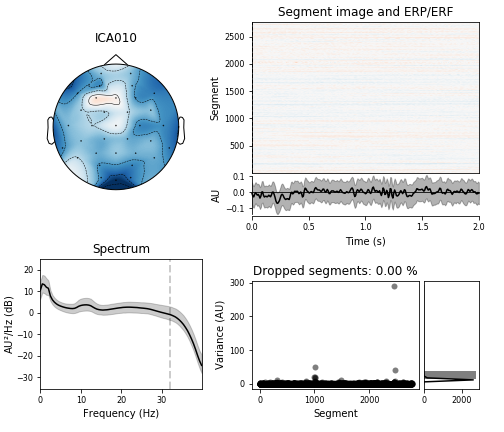 ICA010
Segment image and ERP/ERF
Segment
2500
2000
1500
1000
500
AU
0.1
0.0
−0.1
0.0
0.5
1.0
1.5
2.0
Time (s)
Spectrum
AU²/Hz (dB)
20
10
0
−10
−20
−30
0
10
20
30
Frequency (Hz)
Dropped segments: 0.00 %
Variance (AU)
300
200
100
0
0
1000
2000
Segment
0
2000